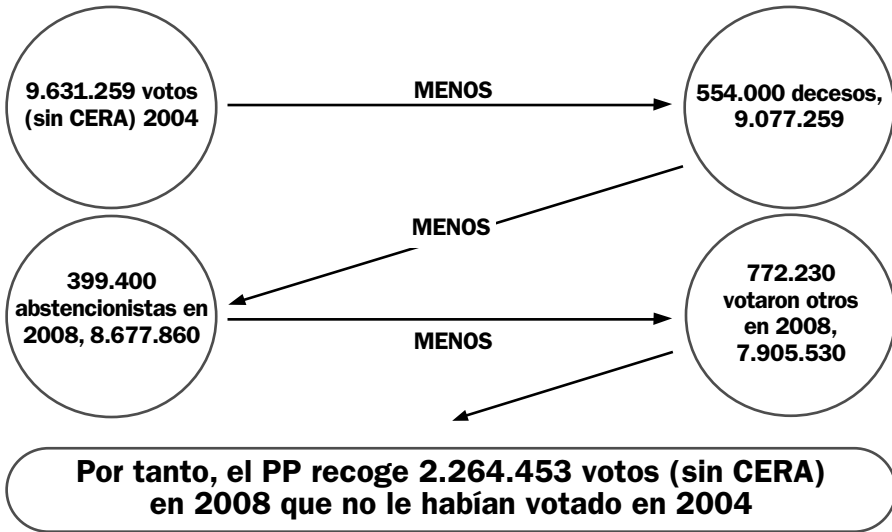 9.631.259 votos
(sin CERA) 2004
MENOS
554.000 decesos,
9.077.259
MENOS
399.400
abstencionistas en
2008, 8.677.860
MENOS
772.230
votaron otros
en 2008,
7.905.530
Por tanto, el PP recoge 2.264.453 votos (sin CERA)
en 2008 que no le habían votado en 2004